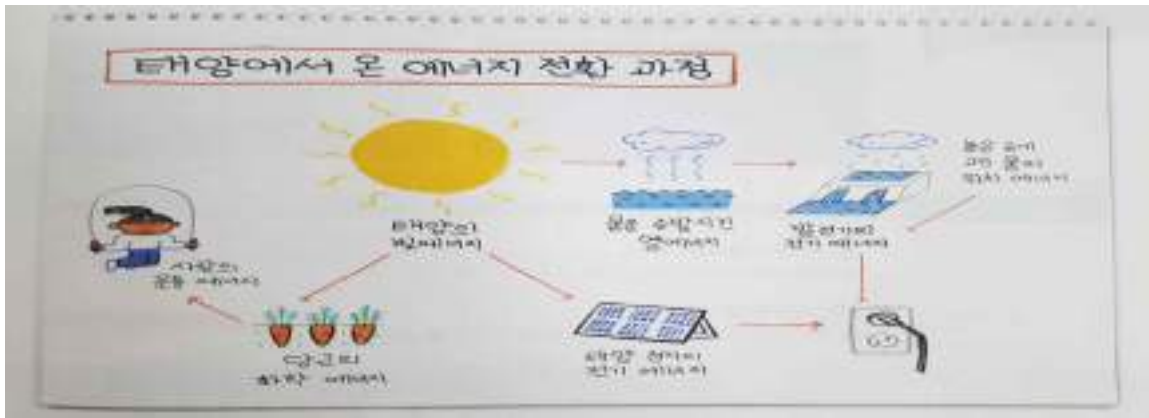 태양에서 온 에너지 전환 과정
태양의
빛에너지
물을 증발시킨
열에너지
높은 곳에
고인 물의
위치 에너지
발전기의
전기 에너지
사람의
운동 에너지
당근의
화학 에너지
태양 전지의
전기 에너지